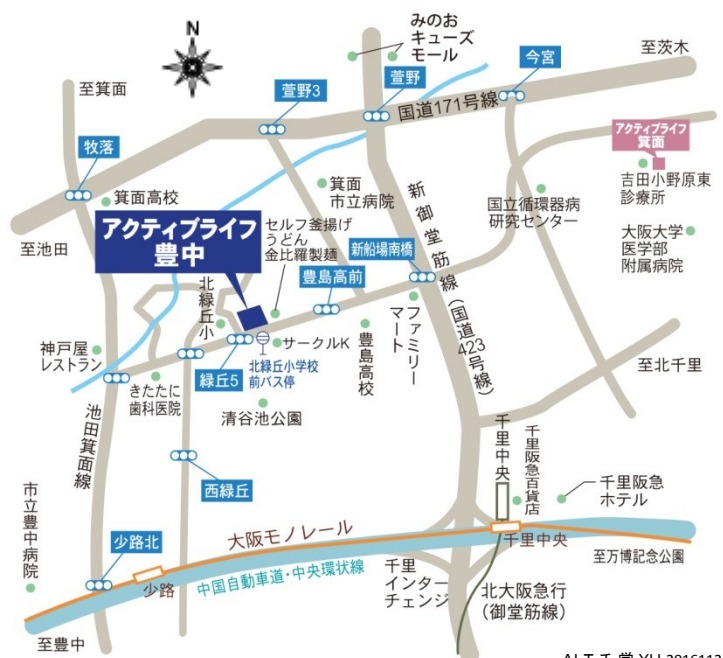 N
みのお
キューズ
モール
至茨木
今宮
至箕面
萱野3
萱野
国道171号線
アクティブライフ
箕面
牧落
箕面高校
箕面
市立病院
吉田小野原東
診療所
国立循環器病
研究センター
新御堂筋線(国道423号線)
アクティブライフ
豊中
セルフ釜揚げ
うどん
金比羅製麺
新船場南橋
大阪大学
医学部
附属病院
至池田
豊島高前
北緑丘小
ファミリー
マート
神戸屋
レストラン
サークルK
豊島高校
緑丘5
北緑丘小学校
前バス停
至北千里
きたたに
歯科医院
清谷池公園
池田箕面線
千里中央
千里阪急百貨店
西緑丘
千里阪急
ホテル
市立豊中病院
大阪モノレール
千里中央
少路北
少路
中国自動車道・中央環状線
千里
インター
チェンジ
至万博記念公園
北大阪急行
(御堂筋線)
至豊中